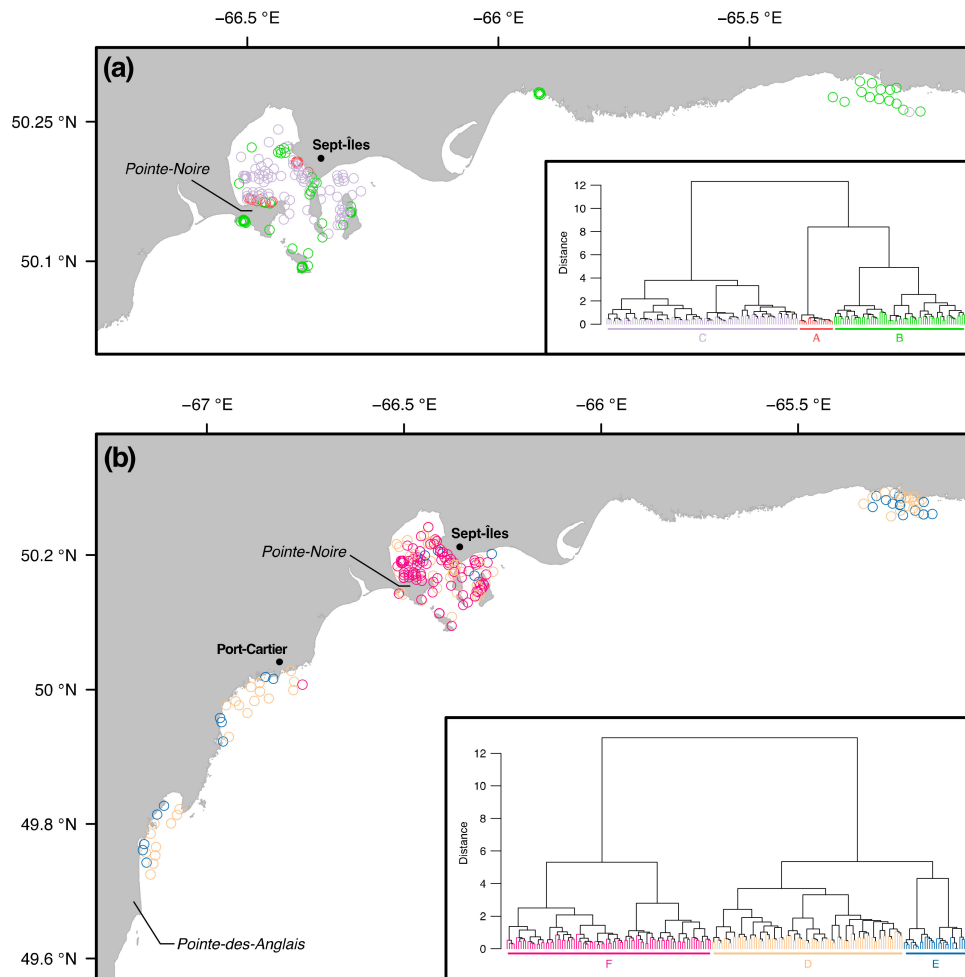 −66.5 °E −66 °E −65.5 °E
(a)
50.25 °N
Sept-Îles
Pointe-Noire
50.1 °N
12
10
8
6
4
2
0
Distance
C A B
−67 °E −66.5 °E −66 °E −65.5 °E
(b)
Sept-Îles
50.2 °N
Pointe-Noire
Port-Cartier
50 °N
49.8 °N
12
10
8
6
4
2
0
Distance
Pointe-des-Anglais
49.6 °N
F D E